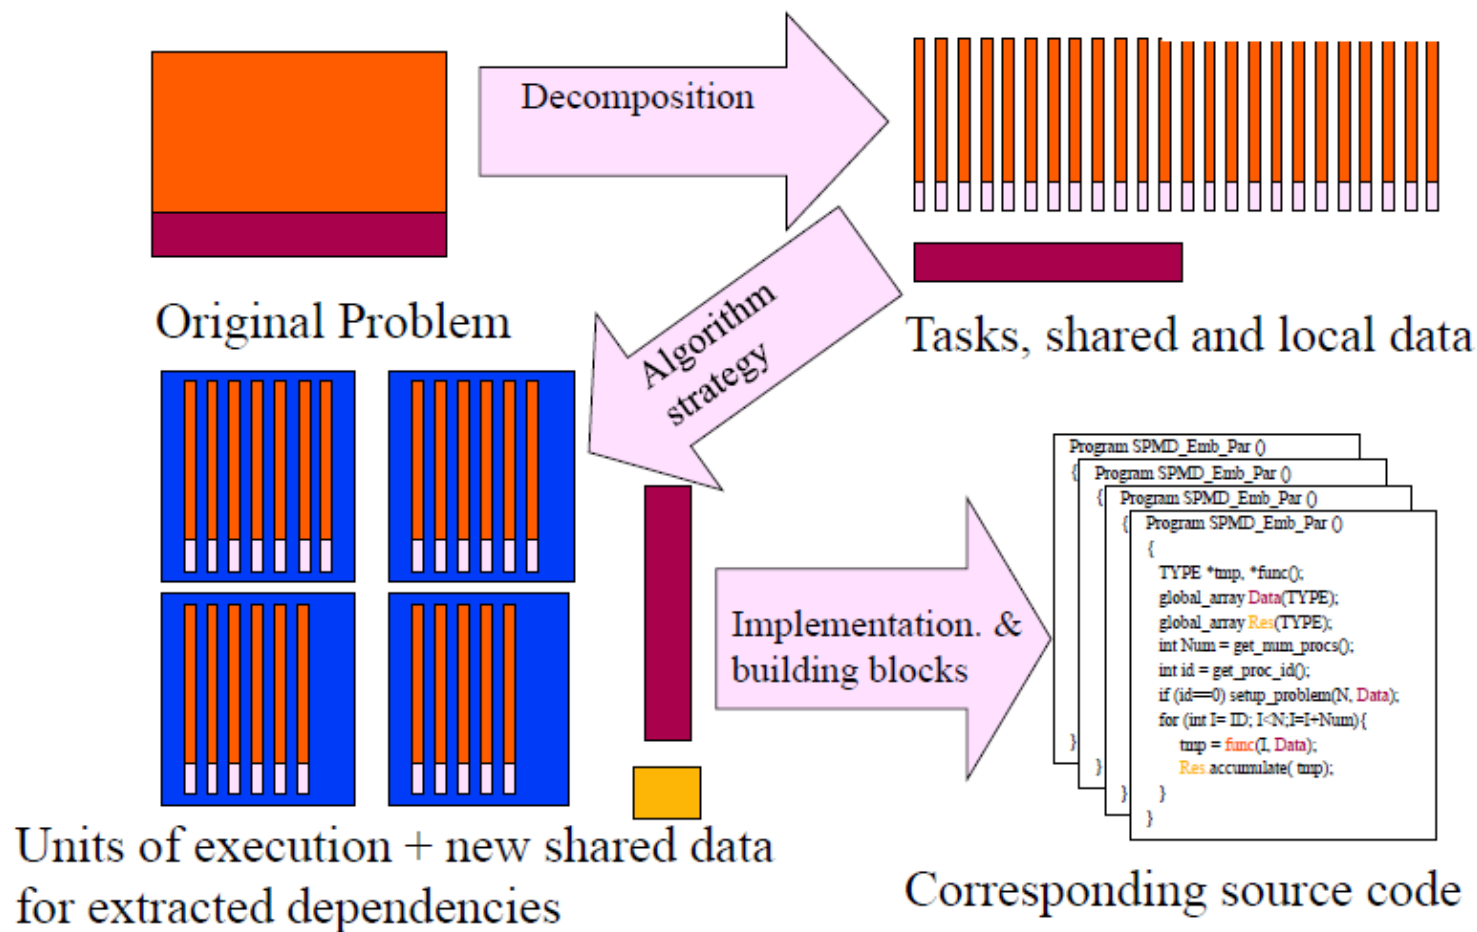 Decomposition
Original Problem
Tasks, shared and local data
Algorithm
strategy
Units of execution + new shared data
for extracted dependencies
Implementation. &
building blocks
Program SPMD_Emb_Par ()
{
}
Program SPMD_Emb_Par ()
{
}
Program SPMD_Emb_Par ()
{
}
Program SPMD_Emb_Par ()
{
TYPE *tmp, *func();
global_array Data(TYPE);
global_array Res(TYPE);
int Num = get_num_procs();
int id = get_proc_id();
if (id==0) setup_problem(N, Data);
for (int I= ID; I<N;I=I+Num){
tmp = func(I, Data);
Res.accumulate( tmp);
}
}
Corresponding source code